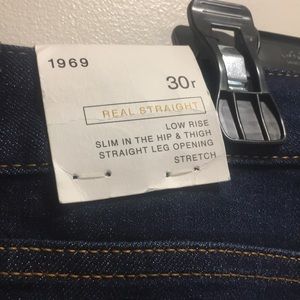 1969
30r
REAL STRAIGHT
LOW RISE
SLIM IN THE HIP & THIGH
STRAIGHT LEG OPENING
STRETCH